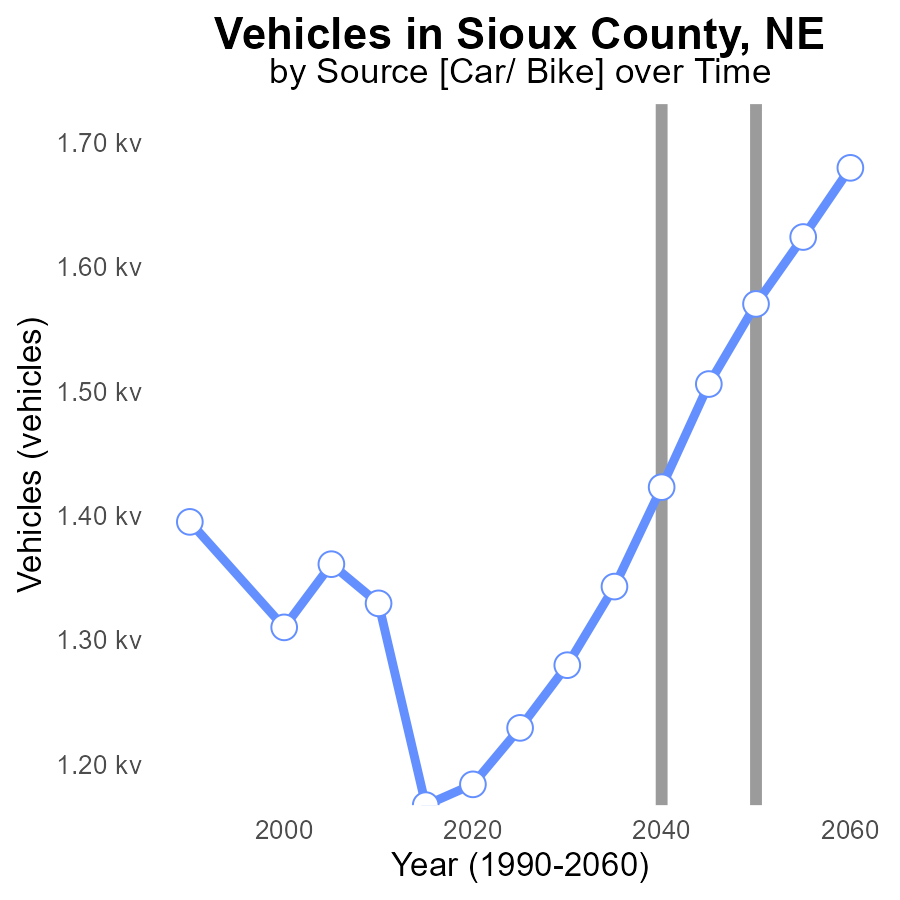 Vehicles in Sioux County, NE
by Source [Car/ Bike] over Time
1.70 kv
1.60 kv
1.50 kv
1.40 kv
1.30 kv
1.20 kv
Vehicles (vehicles)
2000 2020 2040 2060
Year (1990-2060)